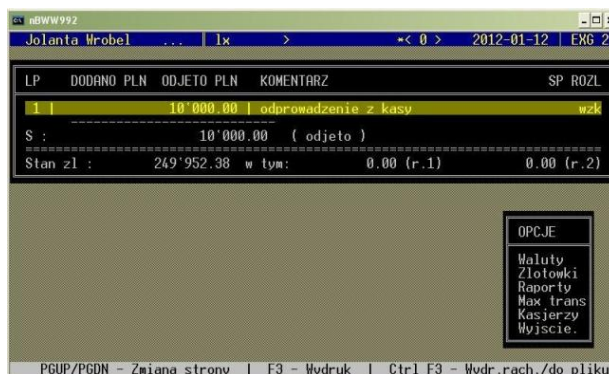 nBWW992
Jolanta Wrobel ... lx > *< 0 > 2012-01-12 EXG 2
LP DODANO PLN ODJETO PLN KOMENTARZ SP ROZL
1 | 10'000.00 | odprowadzenie z kasy wzk
S : 10'000.00 ( odjeto )
Stan zl : 249'952.38 w tym: 0.00 (r.1) 0.00 (r.2)
OPCJE
Waluty
Zlotowki
Raporty
Max trans
Kasjerzy
Wyjscie.
PGUP/PGDN - Zmiana strony | F3 - Wydruk | Ctrl F3 - Wydr.rach./do pliku